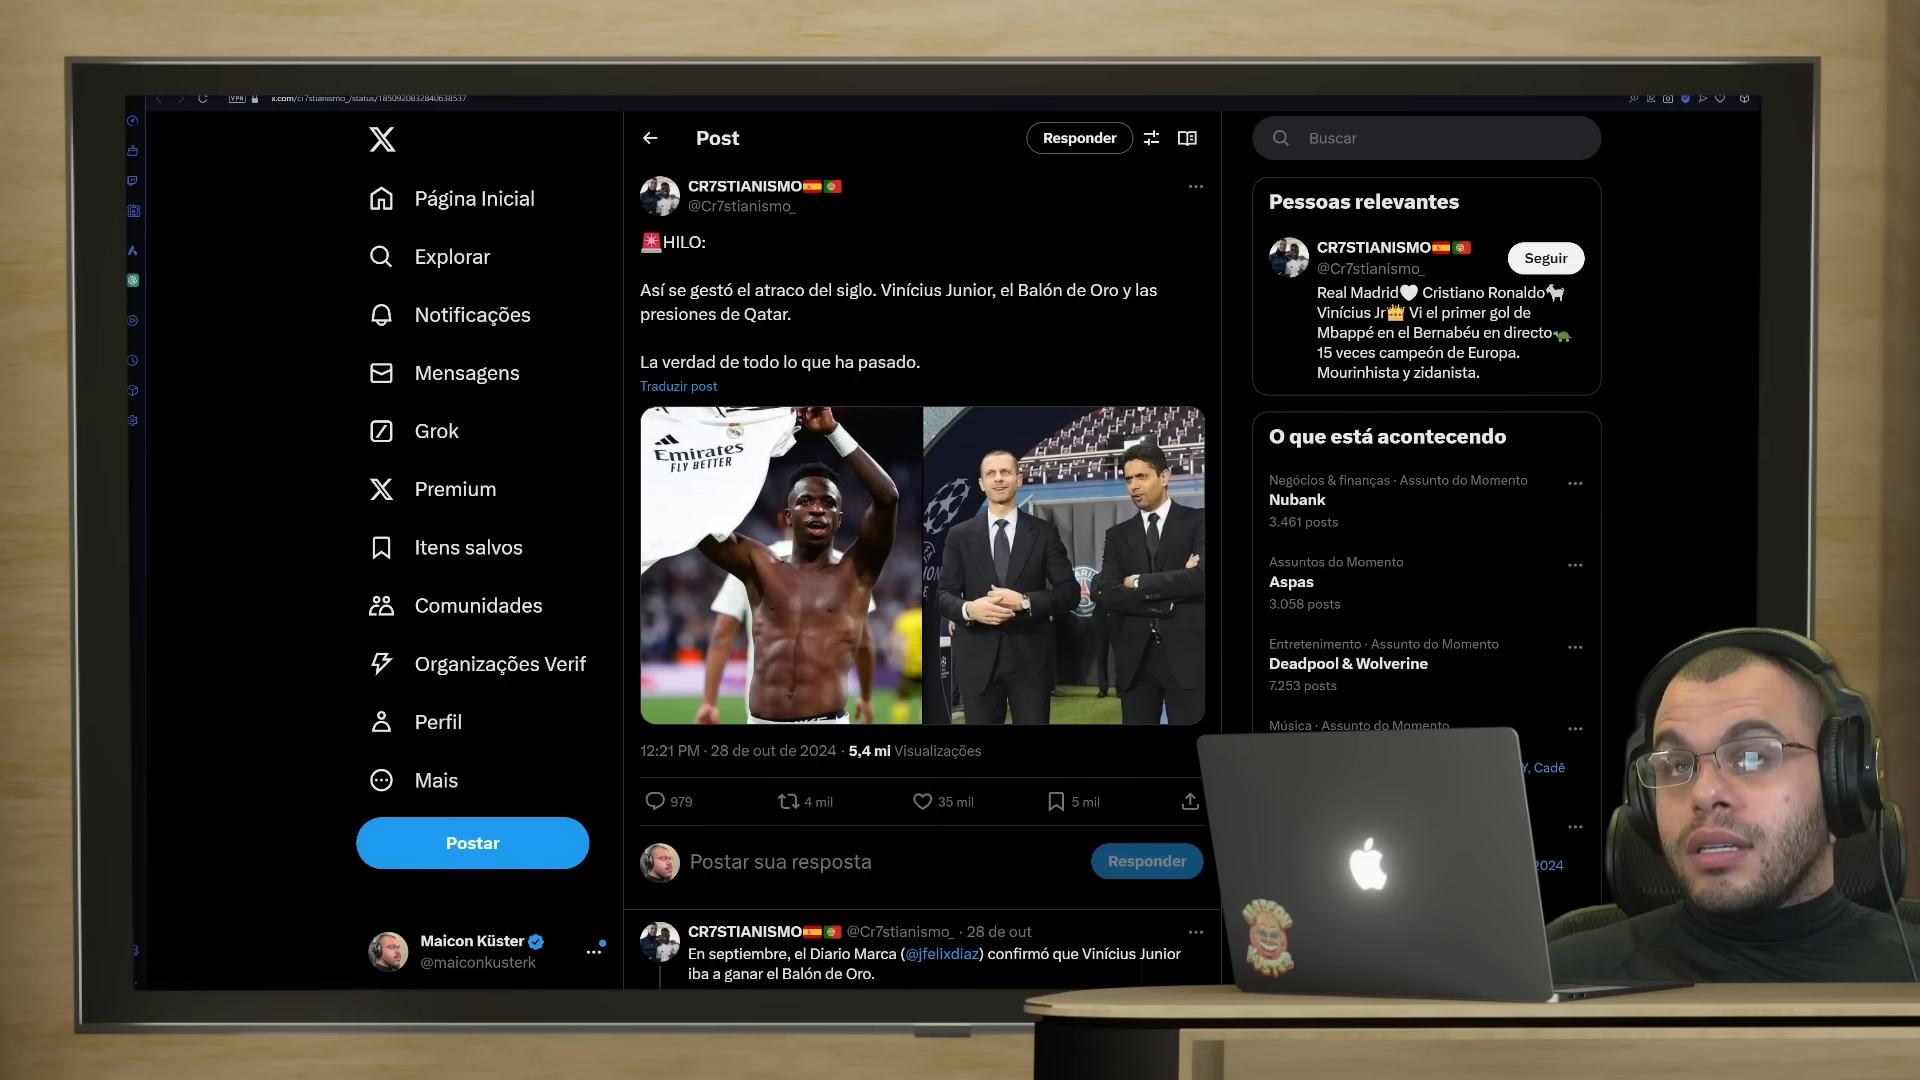 VPN
x.com/cr7stianismo_/status/1850920832840638537
Página Inicial
Explorar
Notificações
Mensagens
Grok
Premium
Itens salvos
Comunidades
Organizações Verif
Perfil
Mais
Postar
Maicon Küster
@maiconkusterk
Post
Responder
CR7STIANISMO🇪🇸🇵🇹
@Cr7stianismo_
🚨HILO:
Así se gestó el atraco del siglo. Vinícius Junior, el Balón de Oro y las
presiones de Qatar.
La verdad de todo lo que ha pasado.
Traduzir post
Emirates
FLY BETTER
12:21 PM · 28 de out de 2024 · 5,4 mi Visualizações
979
4 mil
35 mil
5 mil
Postar sua resposta
Responder
CR7STIANISMO🇪🇸🇵🇹 @Cr7stianismo_ · 28 de out
En septiembre, el Diario Marca (@jfelixdiaz) confirmó que Vinícius Junior
iba a ganar el Balón de Oro.
Buscar
Pessoas relevantes
CR7STIANISMO🇪🇸🇵🇹
@Cr7stianismo_
Seguir
Real Madrid🤍 Cristiano Ronaldo🐐
Vinícius Jr👑 Vi el primer gol de
Mbappé en el Bernabéu en directo🐢
15 veces campeón de Europa.
Mourinhista y zidanista.
O que está acontecendo
Negócios & finanças · Assunto do Momento
Nubank
3.461 posts
Assuntos do Momento
Aspas
3.058 posts
Entretenimento · Assunto do Momento
Deadpool & Wolverine
7.253 posts
Música · Assunto do Momento
Y, Cadê
2024